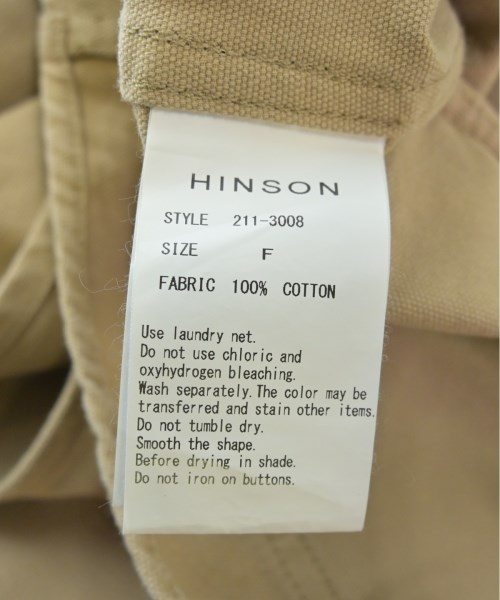 HINSON
STYLE 211-3008
SIZE F
FABRIC 100% COTTON
Use laundry net.
Do not use chloric and
oxyhydrogen bleaching.
Wash separately. The color may be
transferred and stain other items.
Do not tumble dry.
Smooth the shape.
Before drying in shade.
Do not iron on buttons.